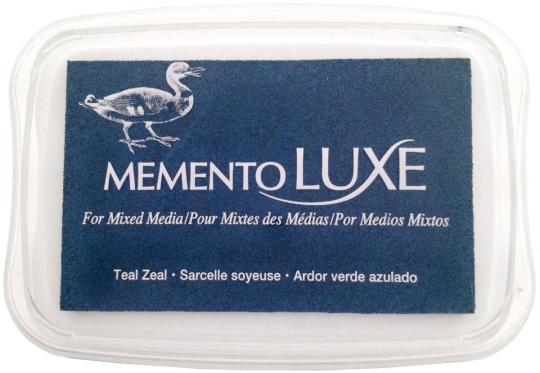 MEMENTO LUXE
For Mixed Media/Pour Mixtes des Médias/Por Medios Mixtos
Teal Zeal · Sarcelle soyeuse · Ardor verde azulado